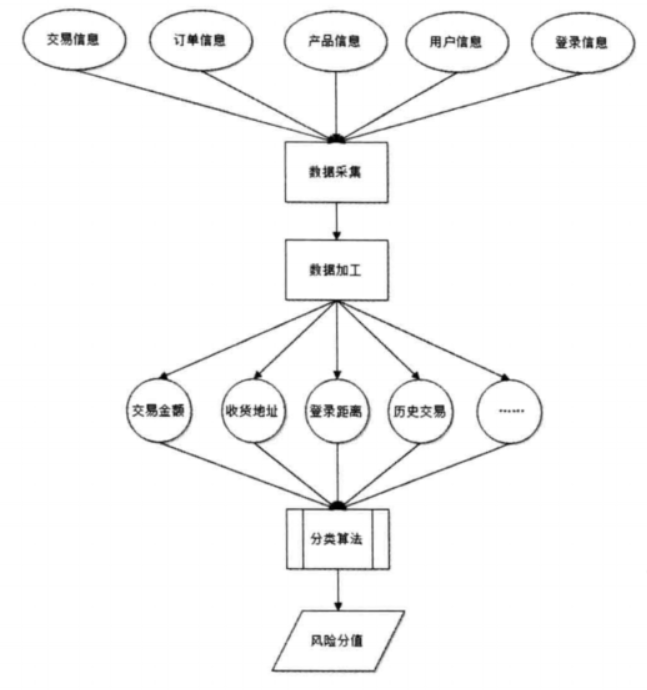 交易信息
订单信息
产品信息
用户信息
登录信息
数据采集
数据加工
交易金额
收货地址
登录距离
历史交易
……
分类算法
风险分值